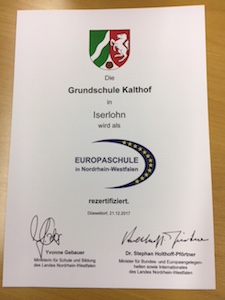 Die
Grundschule Kalthof
in
Iserlohn
wird als
EUROPASCHULE
in Nordrhein-Westfalen
rezertifiziert.
Düsseldorf, 21.12.2017
Yvonne Gebauer
Ministerin für Schule und Bildung
des Landes Nordrhein-Westfalen
Dr. Stephan Holthoff-Pförtner
Minister für Bundes- und Europaangelegen-
heiten sowie Internationales
des Landes Nordrhein-Westfalen